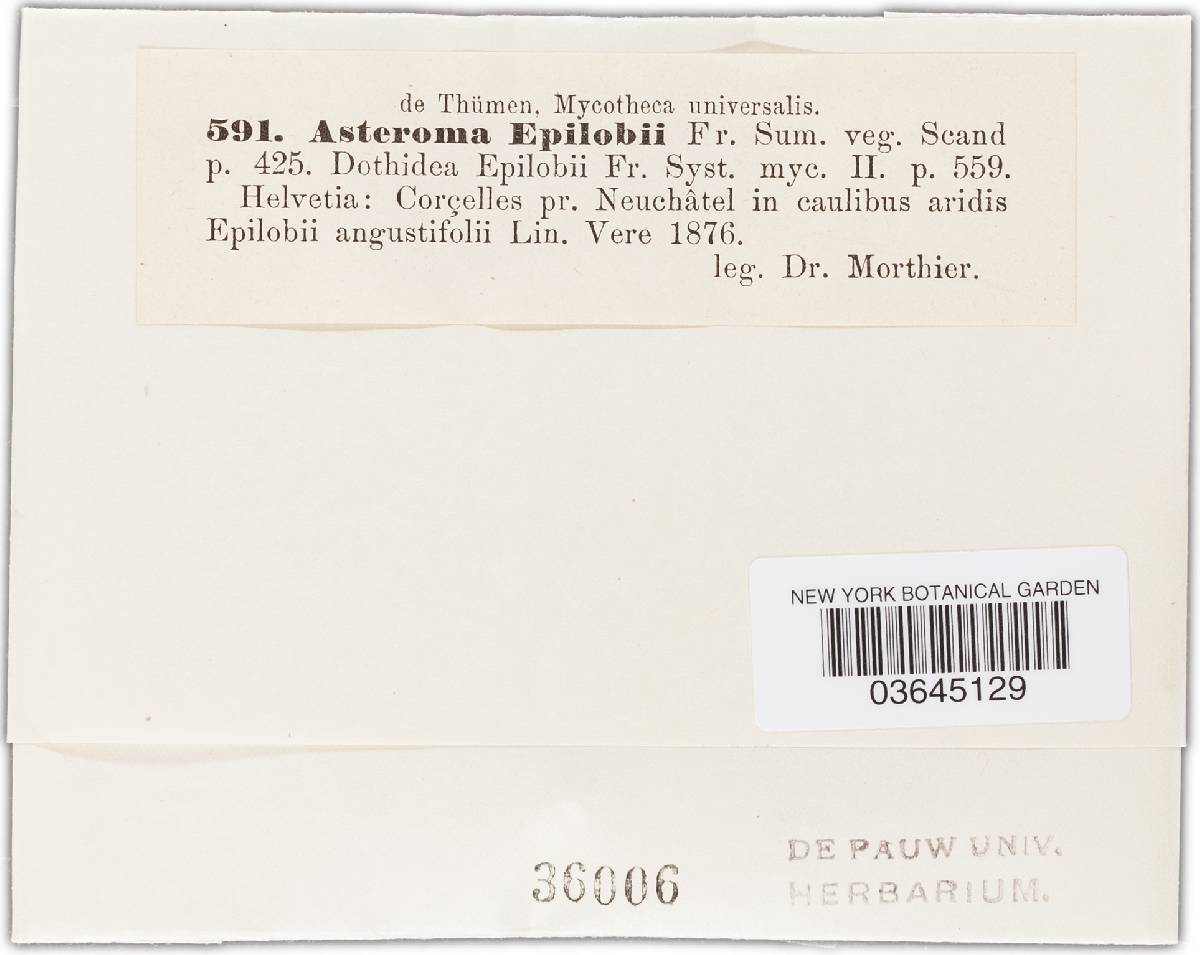 de Thümen, Mycotheca universalis.
591. Asteroma Epilobii Fr. Sum. veg. Scand
p. 425. Dothidea Epilobii Fr. Syst. myc. II. p. 559.
Helvetia: Corçelles pr. Neuchâtel in caulibus aridis
Epilobii angustifolii Lin. Vere 1876.
leg. Dr. Morthier.
NEW YORK BOTANICAL GARDEN
03645129
36006
DE PAUW UNIV.
HERBARIUM.